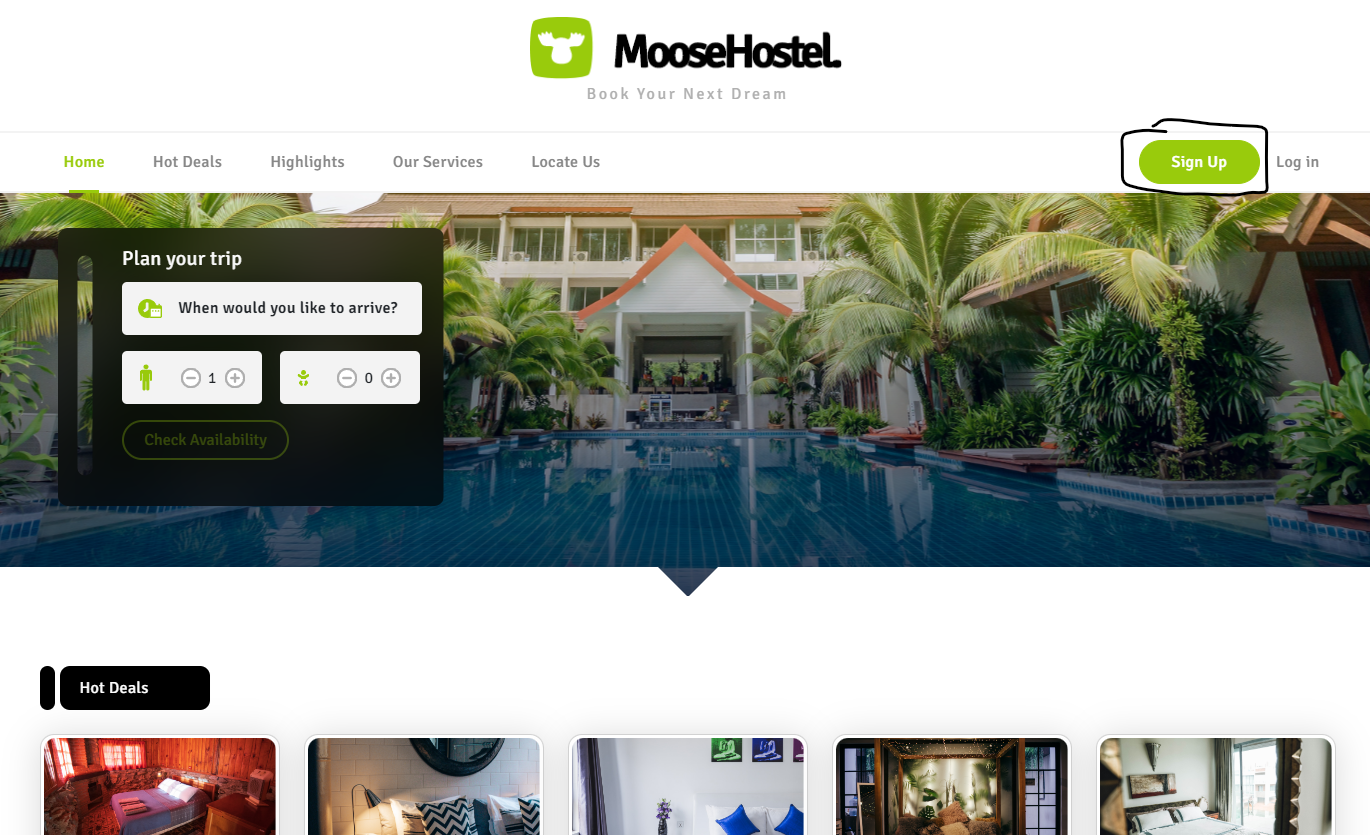 MooseHostel.
Book Your Next Dream
Home Hot Deals Highlights Our Services Locate Us Sign Up Log in
Plan your trip
When would you like to arrive?
1 0
Check Availability
Hot Deals